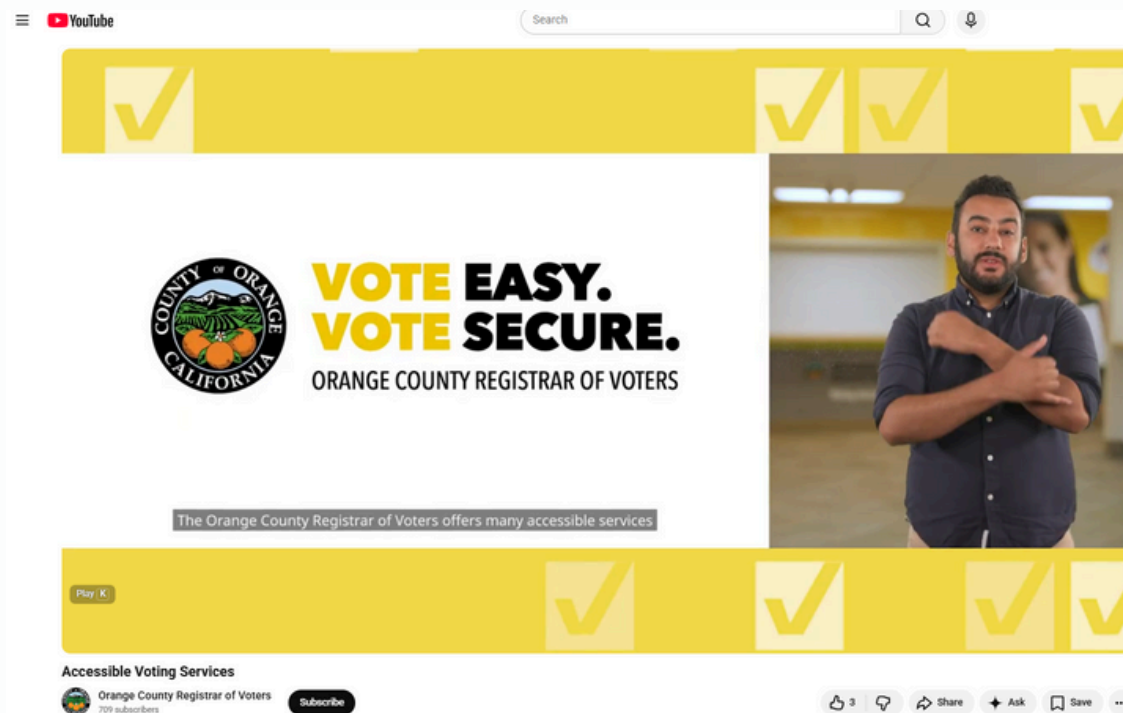 YouTube
Search
COUNTY OF ORANGE
CALIFORNIA
VOTE EASY.
VOTE SECURE.
ORANGE COUNTY REGISTRAR OF VOTERS
The Orange County Registrar of Voters offers many accessible services
Play K
Accessible Voting Services
Orange County Registrar of Voters
709 subscribers
Subscribe
3
Share
Ask
Save